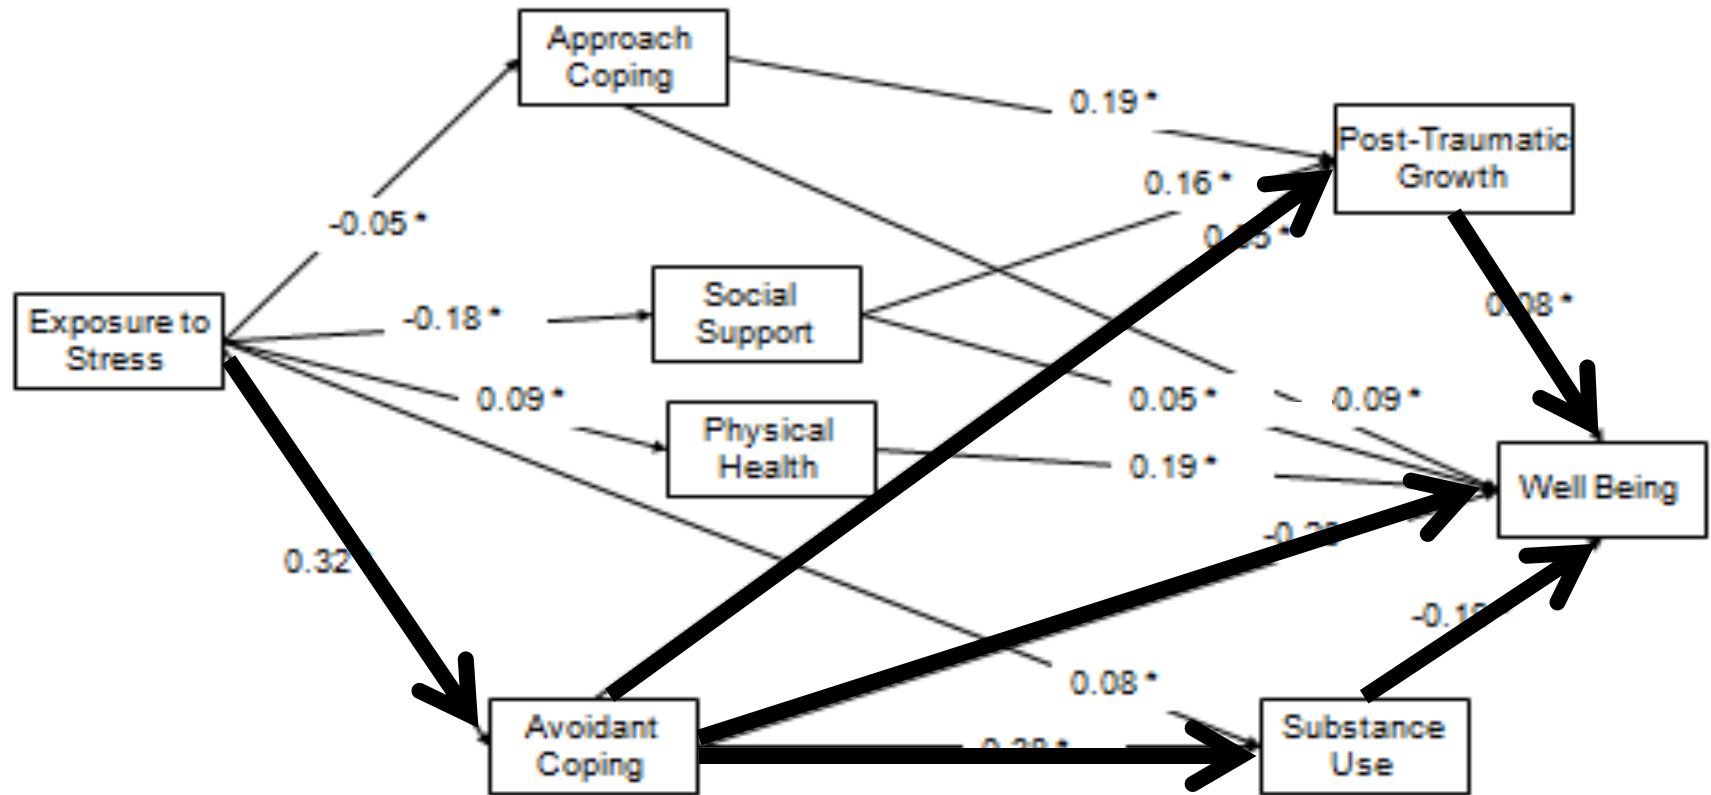 Approach
Coping
0.19 *
Post-Traumatic
Growth
0.16 *
-0.05 *
Social
Support
-0.18 *
Exposure to
Stress
0.08 *
0.09 *
0.05 *
0.09 *
Physical
Health
0.19 *
Well Being
0.32
0.08 *
Avoidant
Coping
Substance
Use